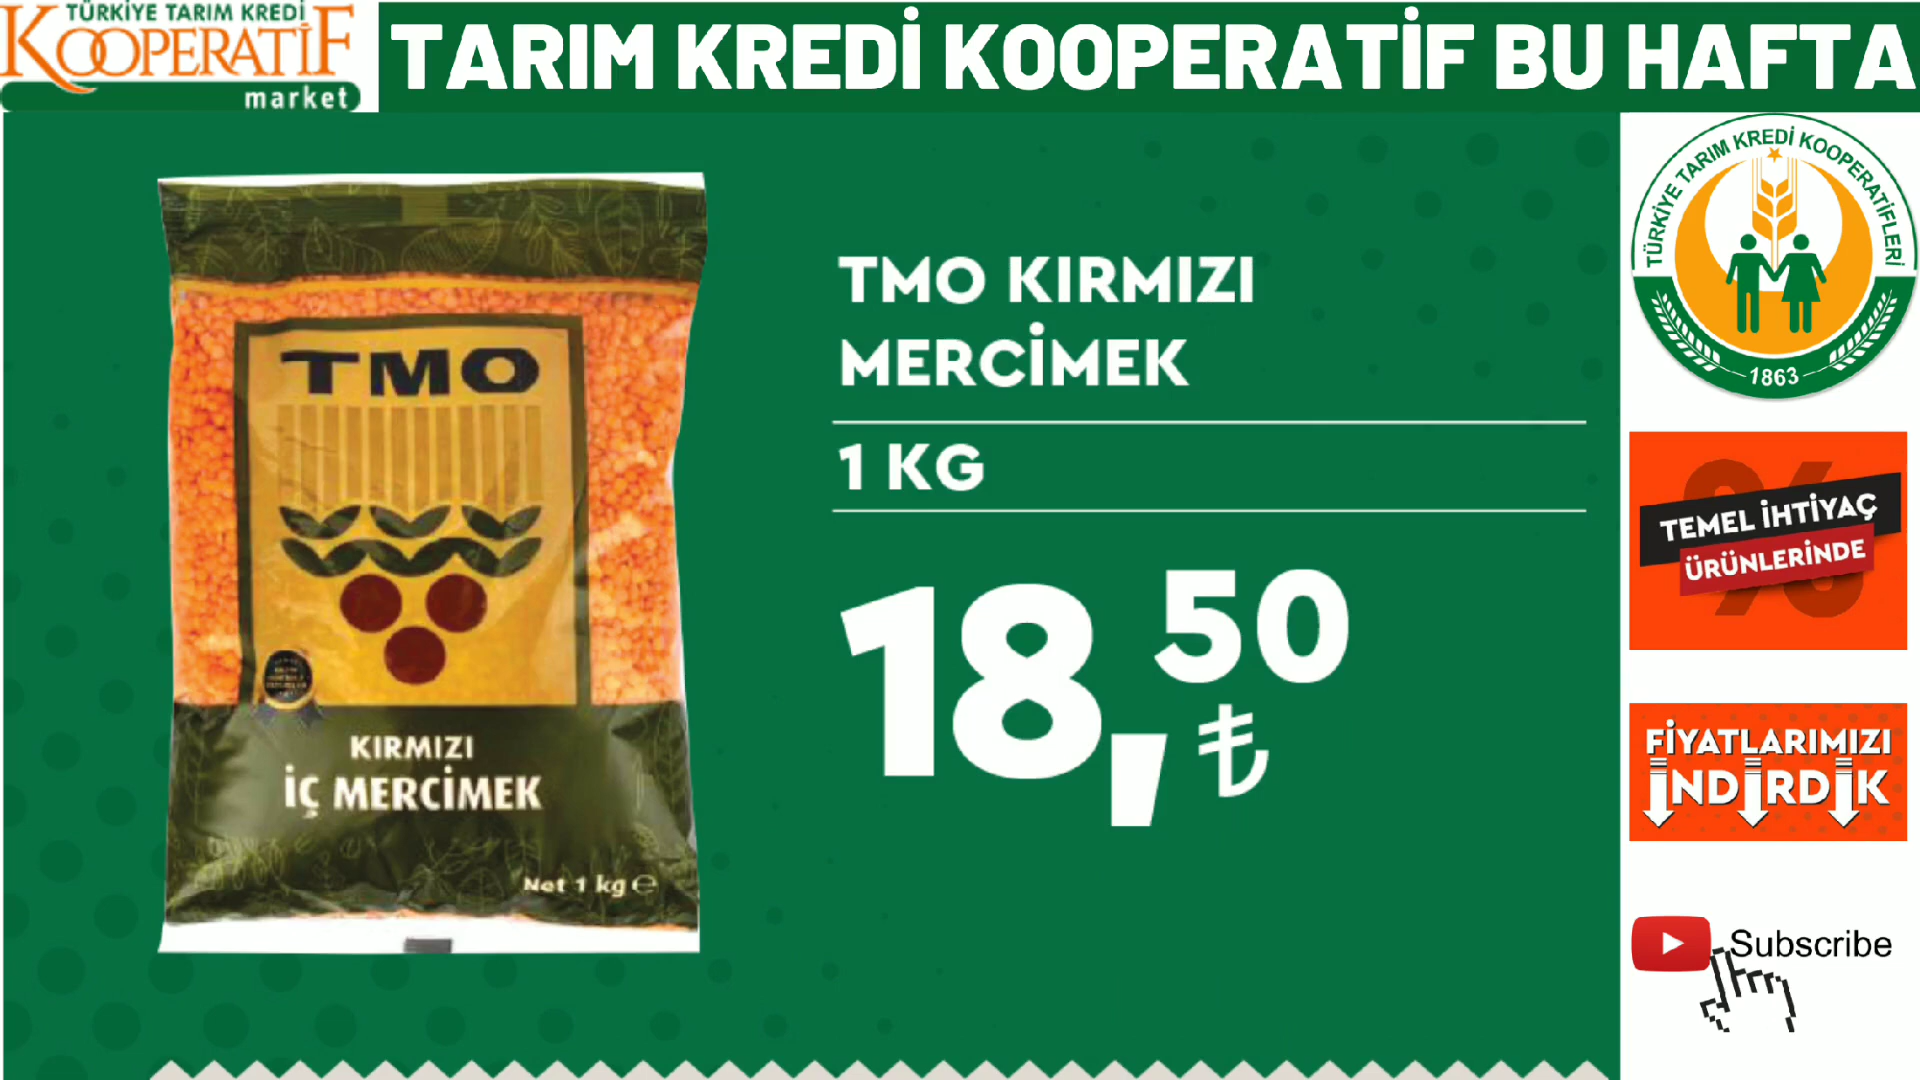 TÜRKİYE TARIM KREDİ
KOOPERATİF
market
TARIM KREDİ KOOPERATİF BU HAFTA
TMO
KIRMIZI
İÇ MERCİMEK
Net 1 kg e
TMO KIRMIZI
MERCİMEK
1 KG
18,50
₺
TÜRKİYE TARIM KREDİ KOOPERATİFLERİ
1863
%
TEMEL İHTİYAÇ
ÜRÜNLERİNDE
FİYATLARIMIZI
İNDİRDİK
Subscribe